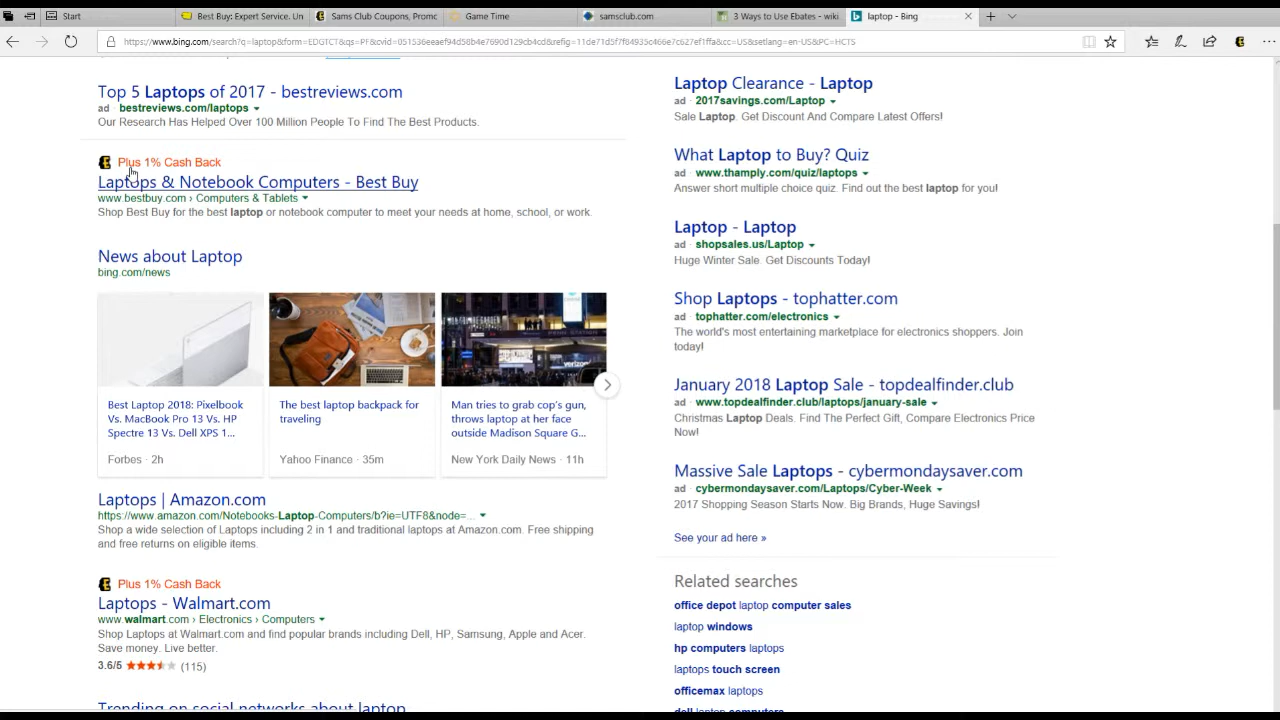 Start
Best Buy: Expert Service. Un
Sams Club Coupons, Promc
Game Time
samsclub.com
3 Ways to Use Ebates - wiki
laptop - Bing
https://www.bing.com/search?q=laptop&form=EDGTCT&qs=PF&cvid=051536eeaef94d58b4e7690d129cb4cd&refig=11de71d5f7f84935c466e7c627ef1ffa&cc=US&setlang=en-US&PC=HCTS
Top 5 Laptops of 2017 - bestreviews.com
ad · bestreviews.com/laptops
Our Research Has Helped Over 100 Million People To Find The Best Products.
Plus 1% Cash Back
Laptops & Notebook Computers - Best Buy
www.bestbuy.com › Computers & Tablets
Shop Best Buy for the best laptop or notebook computer to meet your needs at home, school, or work.
News about Laptop
bing.com/news
Best Laptop 2018: Pixelbook
Vs. MacBook Pro 13 Vs. HP
Spectre 13 Vs. Dell XPS 1...
Forbes · 2h
The best laptop backpack for
traveling
Yahoo Finance · 35m
verizon
Man tries to grab cop's gun,
throws laptop at her face
outside Madison Square G...
New York Daily News · 11h
Laptops | Amazon.com
https://www.amazon.com/Notebooks-Laptop-Computers/b?ie=UTF8&node=...
Shop a wide selection of Laptops including 2 in 1 and traditional laptops at Amazon.com. Free shipping
and free returns on eligible items.
Plus 1% Cash Back
Laptops - Walmart.com
www.walmart.com › Electronics › Computers
Shop Laptops at Walmart.com and find popular brands including Dell, HP, Samsung, Apple and Acer.
Save money. Live better.
3.6/5 (115)
Trending on social networks about laptop
Laptop Clearance - Laptop
ad · 2017savings.com/Laptop
Sale Laptop. Get Discount And Compare Latest Offers!
What Laptop to Buy? Quiz
ad · www.thamply.com/quiz/laptops
Answer short multiple choice quiz. Find out the best laptop for you!
Laptop - Laptop
ad · shopsales.us/Laptop
Huge Winter Sale. Get Discounts Today!
Shop Laptops - tophatter.com
ad · tophatter.com/electronics
The world's most entertaining marketplace for electronics shoppers. Join
today!
January 2018 Laptop Sale - topdealfinder.club
ad · www.topdealfinder.club/laptops/january-sale
Christmas Laptop Deals. Find The Perfect Gift, Compare Electronics Price
Now!
Massive Sale Laptops - cybermondaysaver.com
ad · cybermondaysaver.com/Laptops/Cyber-Week
2017 Shopping Season Starts Now. Big Brands, Huge Savings!
See your ad here »
Related searches
office depot laptop computer sales
laptop windows
hp computers laptops
laptops touch screen
officemax laptops
dell laptop computers